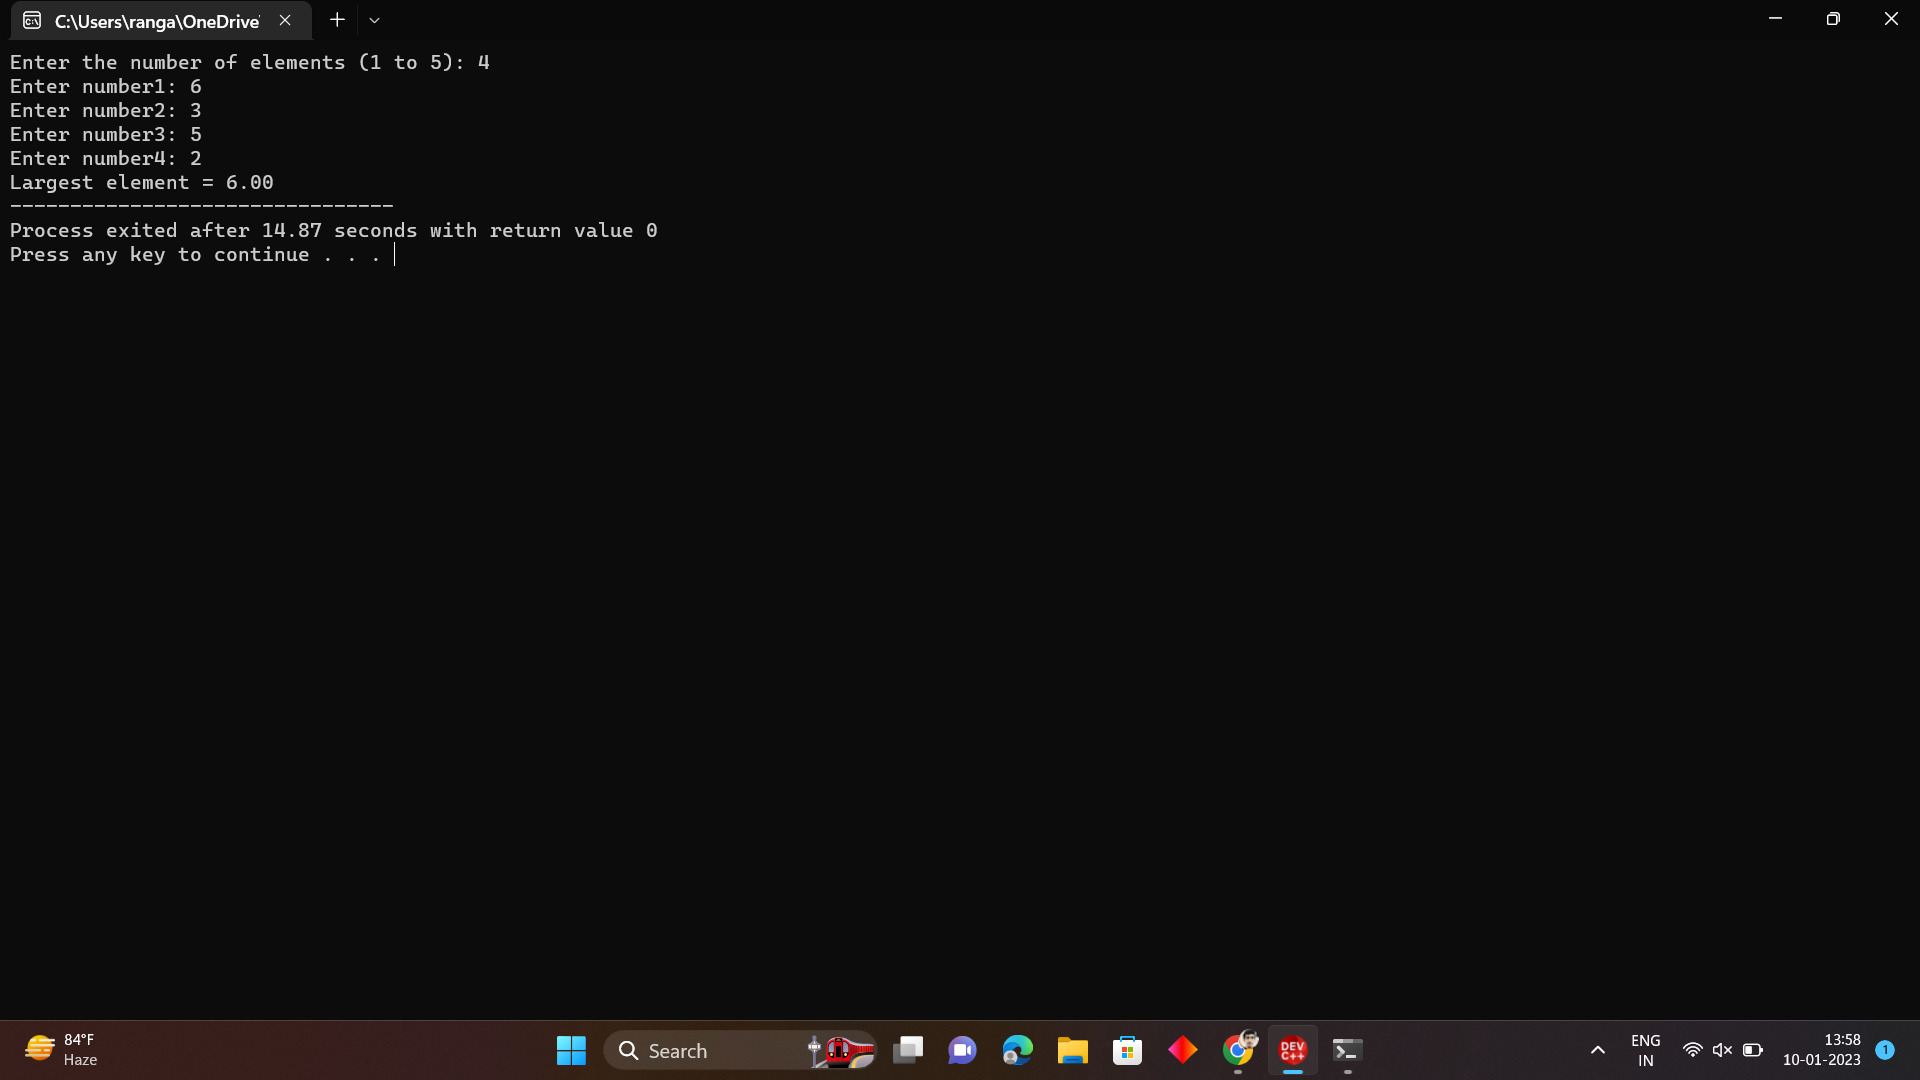 C:\Users\ranga\OneDrive
Enter the number of elements (1 to 5): 4
Enter number1: 6
Enter number2: 3
Enter number3: 5
Enter number4: 2
Largest element = 6.00
--------------------------------
Process exited after 14.87 seconds with return value 0
Press any key to continue . . .
84°F
Haze
Search
DEV
C++
ENG
IN
13:58
10-01-2023
1